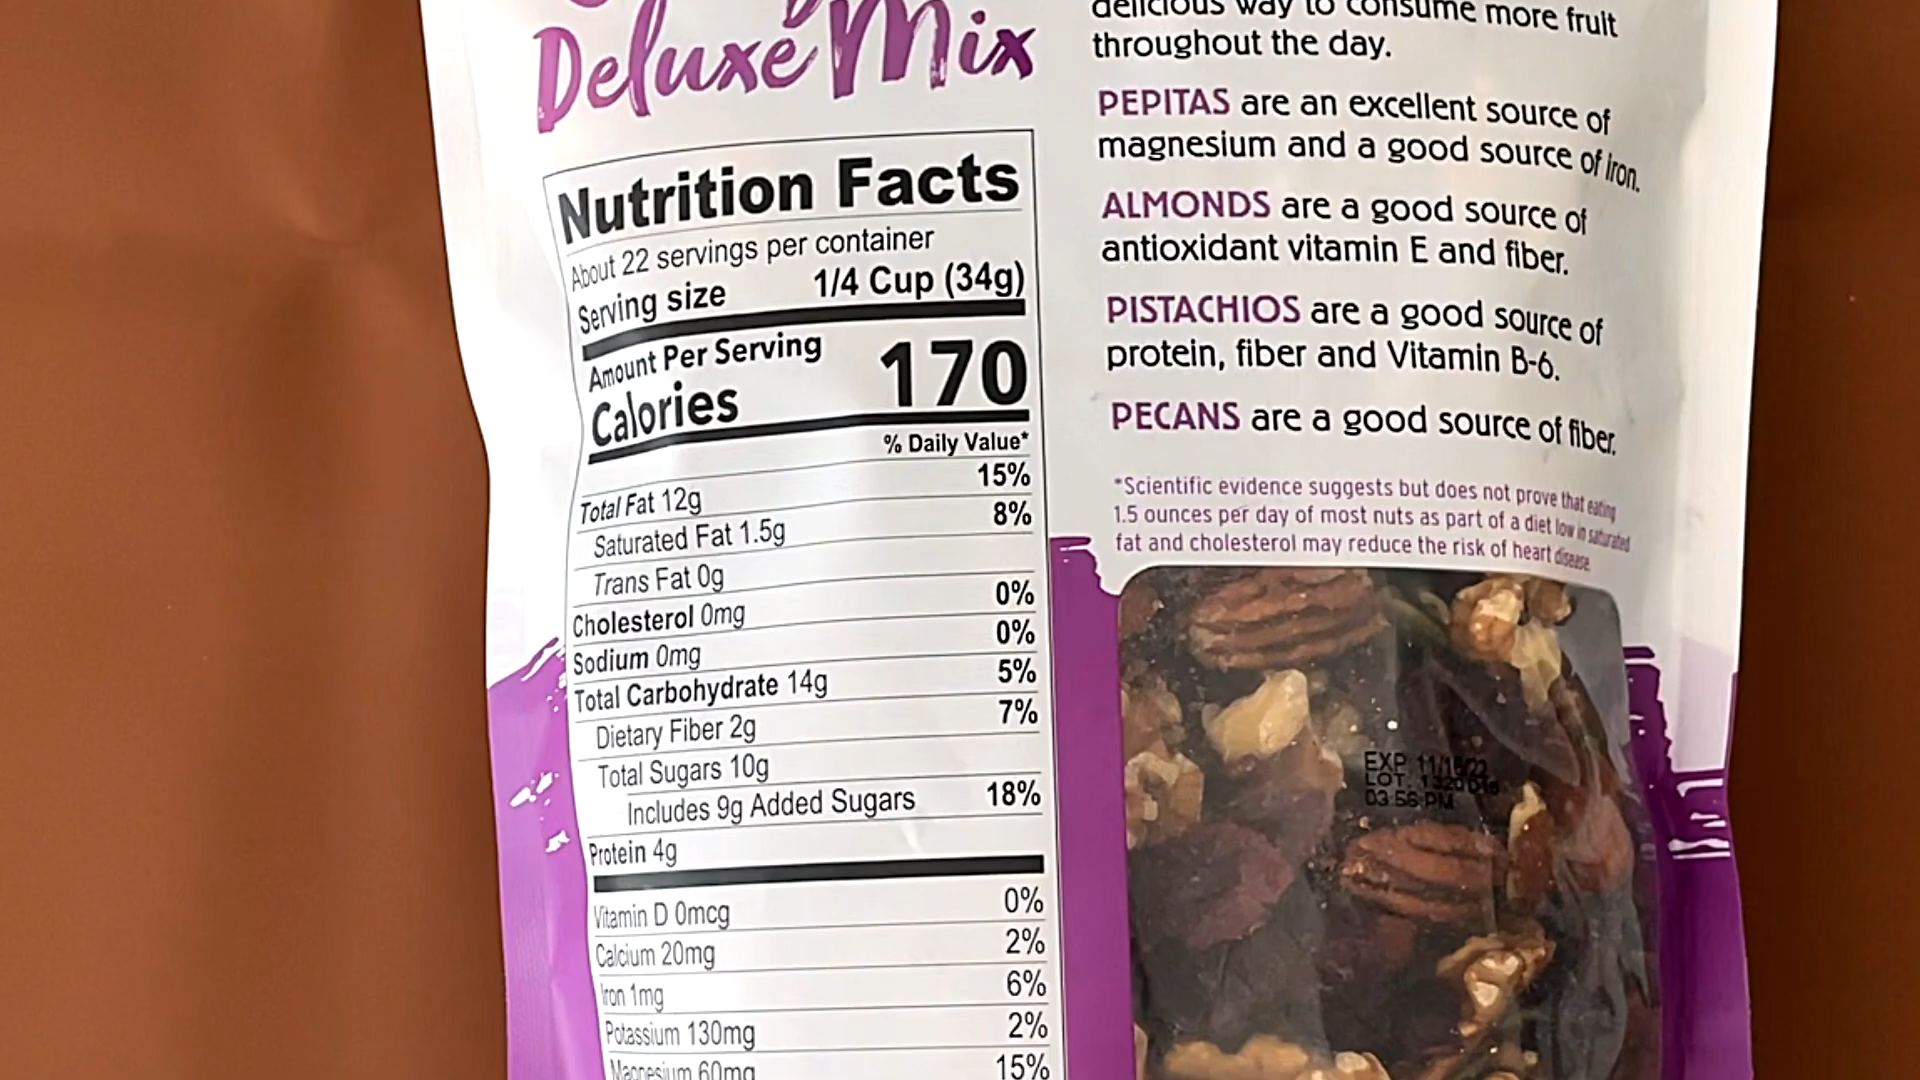 Deluxe Mix
Nutrition Facts
About 22 servings per container
Serving size 1/4 Cup (34g)
Amount Per Serving
Calories 170
% Daily Value*
Total Fat 12g 15%
Saturated Fat 1.5g 8%
Trans Fat 0g
Cholesterol 0mg 0%
Sodium 0mg 0%
Total Carbohydrate 14g 5%
Dietary Fiber 2g 7%
Total Sugars 10g
Includes 9g Added Sugars 18%
Protein 4g
Vitamin D 0mcg 0%
Calcium 20mg 2%
Iron 1mg 6%
Potassium 130mg 2%
Magnesium 60mg 15%
delicious way to consume more fruit
throughout the day.
PEPITAS are an excellent source of
magnesium and a good source of iron.
ALMONDS are a good source of
antioxidant vitamin E and fiber.
PISTACHIOS are a good source of
protein, fiber and Vitamin B-6.
PECANS are a good source of fiber.
*Scientific evidence suggests but does not prove that eating
1.5 ounces per day of most nuts as part of a diet low in saturated
fat and cholesterol may reduce the risk of heart disease.
EXP
LOT.
03:56 PM